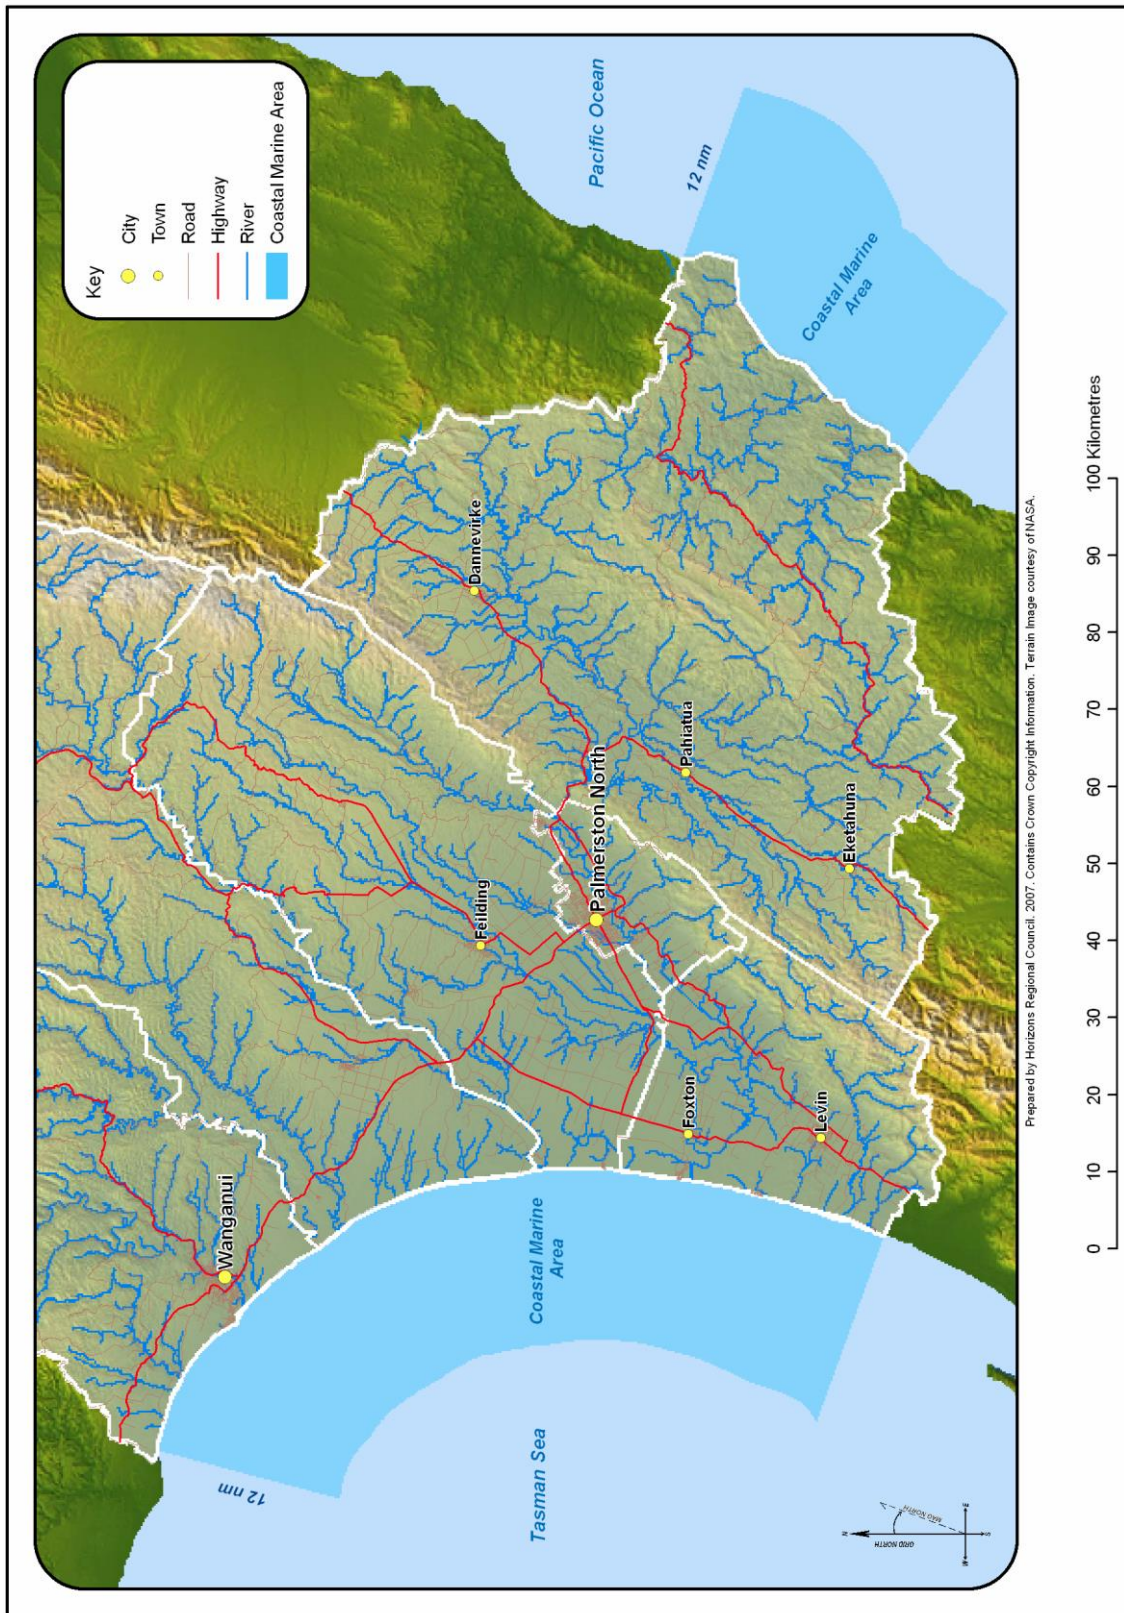 Key
City
Town
Road
Highway
River
Coastal Marine Area
Pacific Ocean
12 nm
Coastal Marine
Area
Dannevirke
Pahiatua
Palmerston North
Eketahuna
Feilding
Foxton
Levin
Wanganui
Coastal Marine
Area
12 nm
Tasman Sea
GRID NORTH
MAG NORTH
Prepared by Horizons Regional Council. 2007. Contains Crown Copyright Information. Terrain Image courtesy of NASA.
0 10 20 30 40 50 60 70 80 90 100 Kilometres